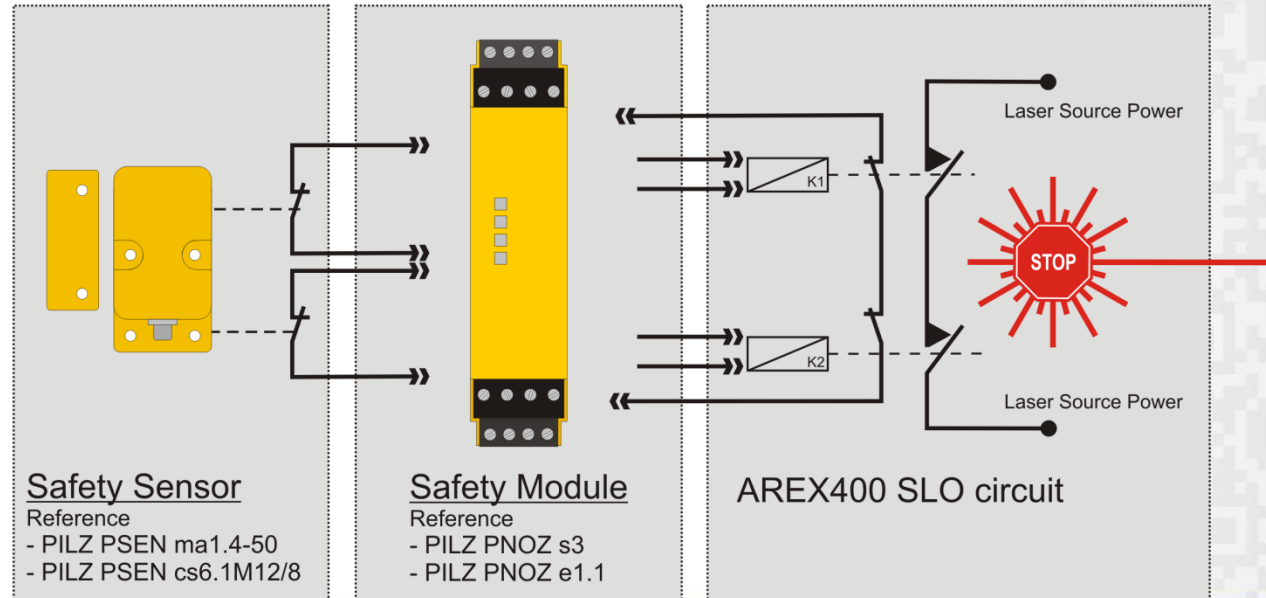 Safety Sensor
Reference
- PILZ PSEN ma1.4-50
- PILZ PSEN cs6.1M12/8
Safety Module
Reference
- PILZ PNOZ s3
- PILZ PNOZ e1.1
K1
K2
Laser Source Power
STOP
Laser Source Power
AREX400 SLO circuit